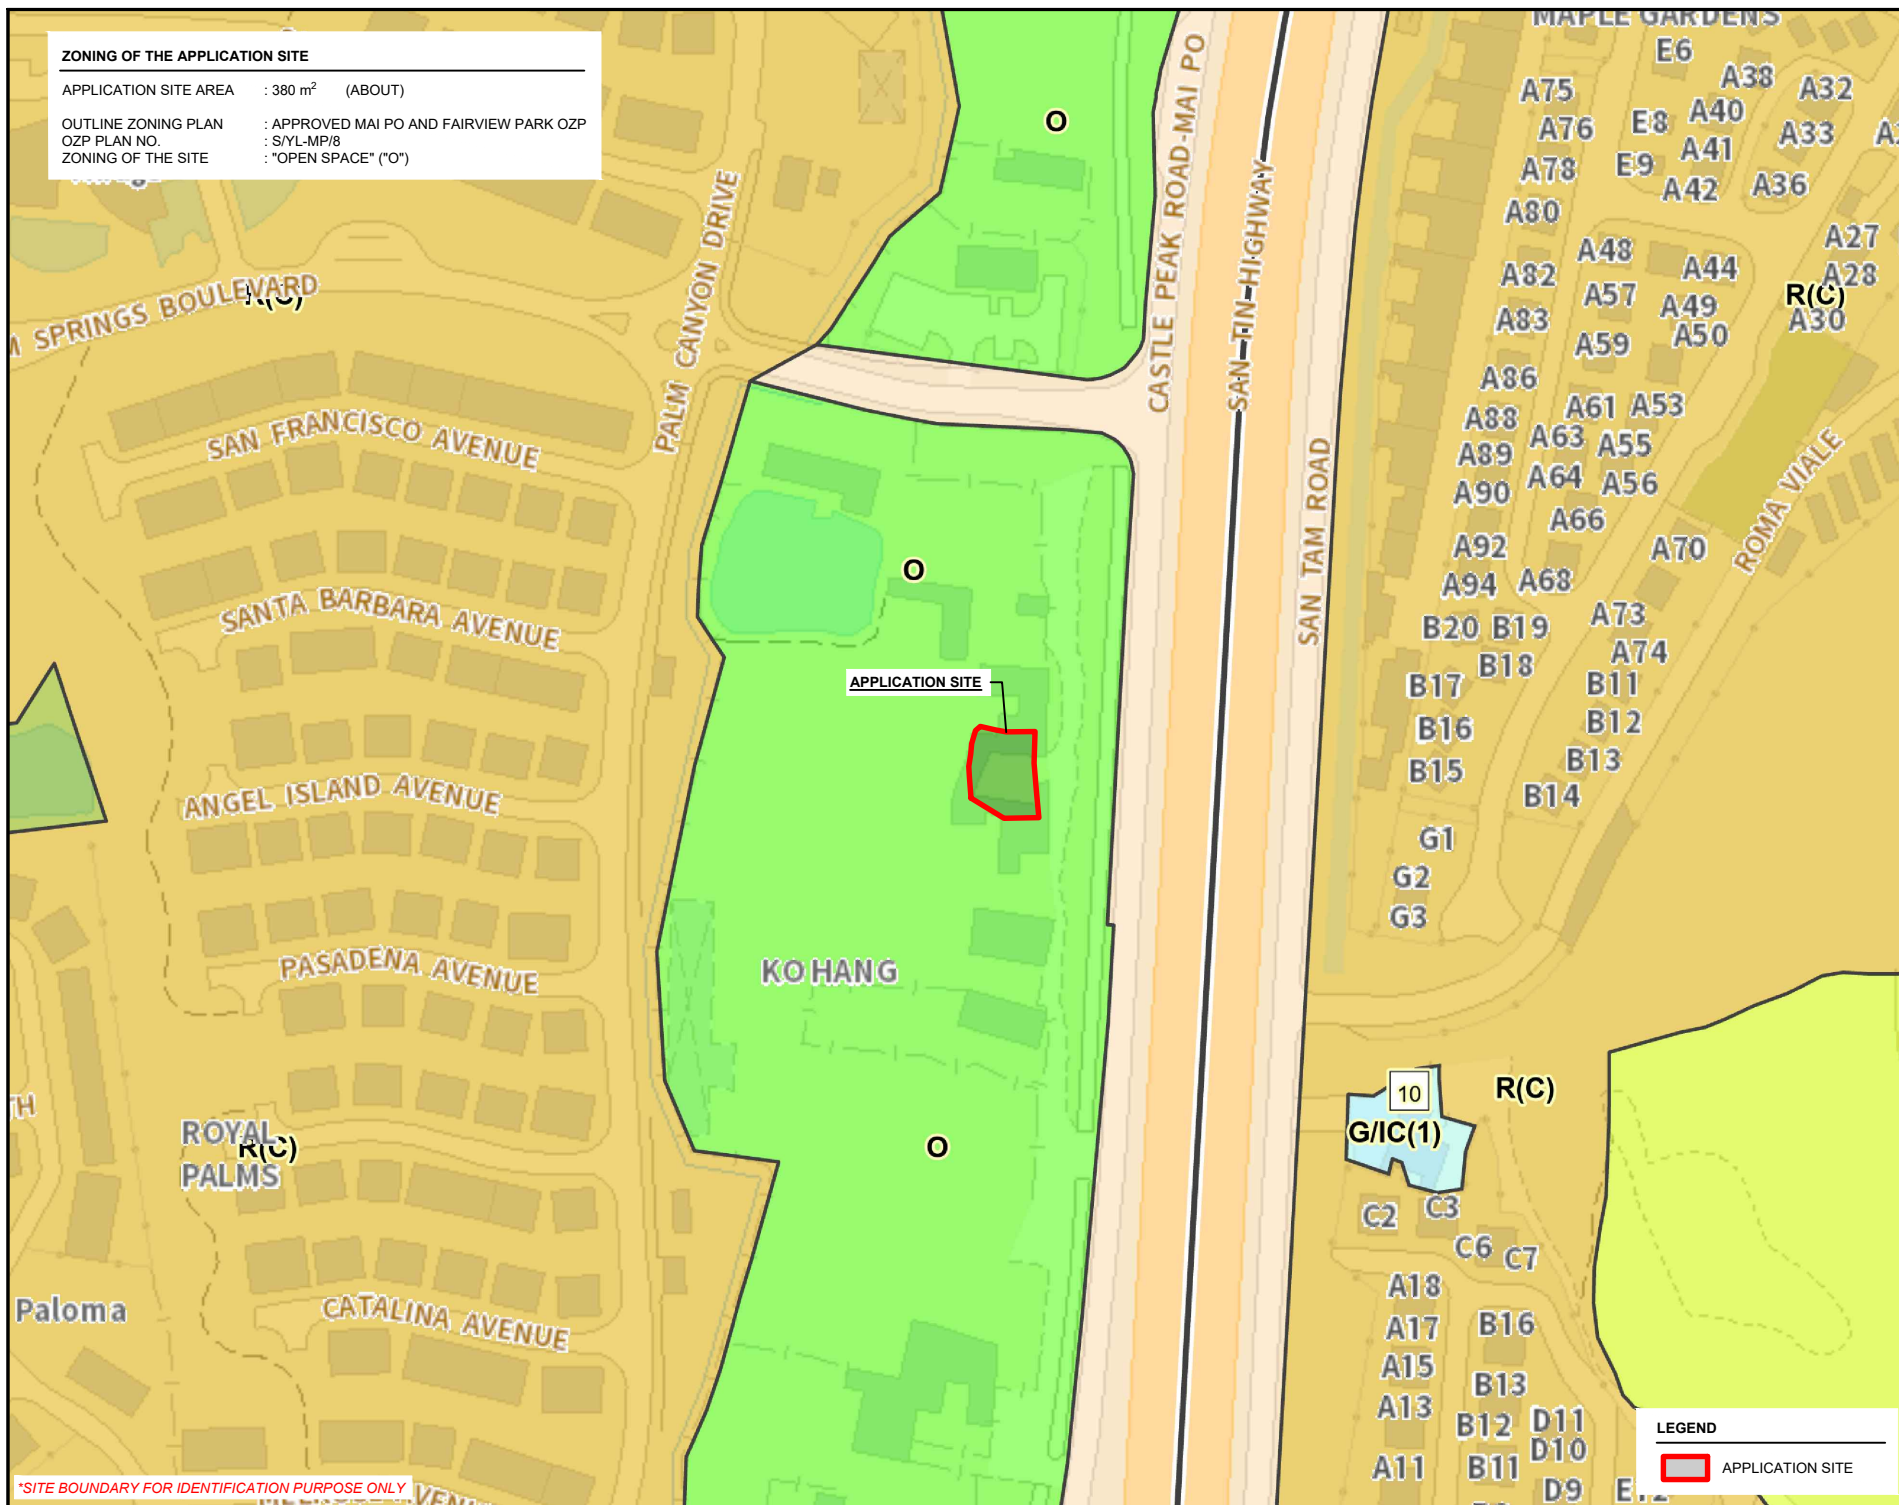 ZONING OF THE APPLICATION SITE
APPLICATION SITE AREA : 380 m² (ABOUT)
OUTLINE ZONING PLAN : APPROVED MAI PO AND FAIRVIEW PARK OZP
OZP PLAN NO. : S/YL-MP/8
ZONING OF THE SITE : "OPEN SPACE" ("O")
MAPLE GARDENS
E6
A38
A32
A75
A40
E8
A76
A33
A41
E9
A78
A42
A36
A80
A27
A48
A44
A28
A82
R(C)
A57
A49
A30
A83
A50
A59
A86
A61
A53
A88
A63
A55
A89
A64
A56
A90
A66
A92
A70
A94
A68
A73
B20
B19
A74
B18
B17
B11
B16
B12
B15
B13
B14
G1
G2
G3
ROMA VIALE
O
CASTLE PEAK ROAD-MAI PO
SAN TIN HIGHWAY
SAN TAM ROAD
PALM CANYON DRIVE
SPRINGS BOULEVARD
R(C)
SAN FRANCISCO AVENUE
SANTA BARBARA AVENUE
O
APPLICATION SITE
ANGEL ISLAND AVENUE
PASADENA AVENUE
KO HANG
TH
ROYAL
R(C)
PALMS
O
10
G/IC(1)
R(C)
C2
C3
C6
C7
A18
A17
B16
A15
B13
A13
B12
D11
D10
A11
B11
D9
Paloma
CATALINA AVENUE
LEGEND
APPLICATION SITE
*SITE BOUNDARY FOR IDENTIFICATION PURPOSE ONLY